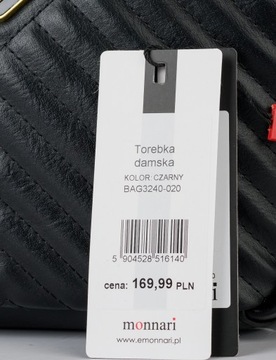 Torebka
damska
KOLOR: CZARNY
BAG3240-020
5 904528 516140
cena: 169,99 PLN
monnari
www.emonnari.pl